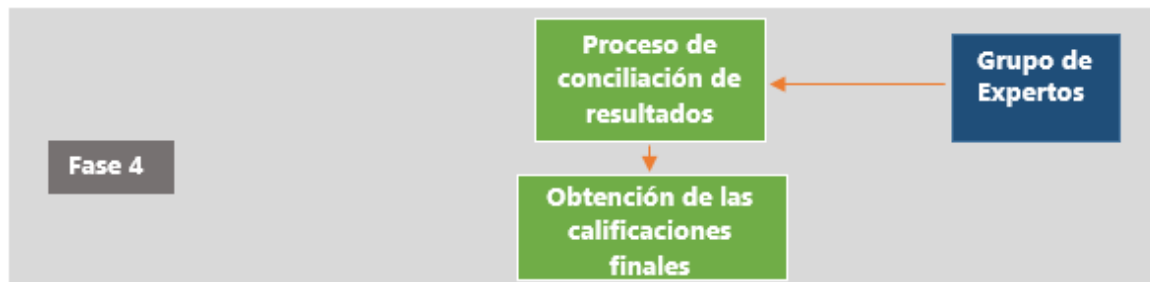 Proceso de
conciliación de
resultados
Grupo de
Expertos
Fase 4
Obtención de las
calificaciones
finales